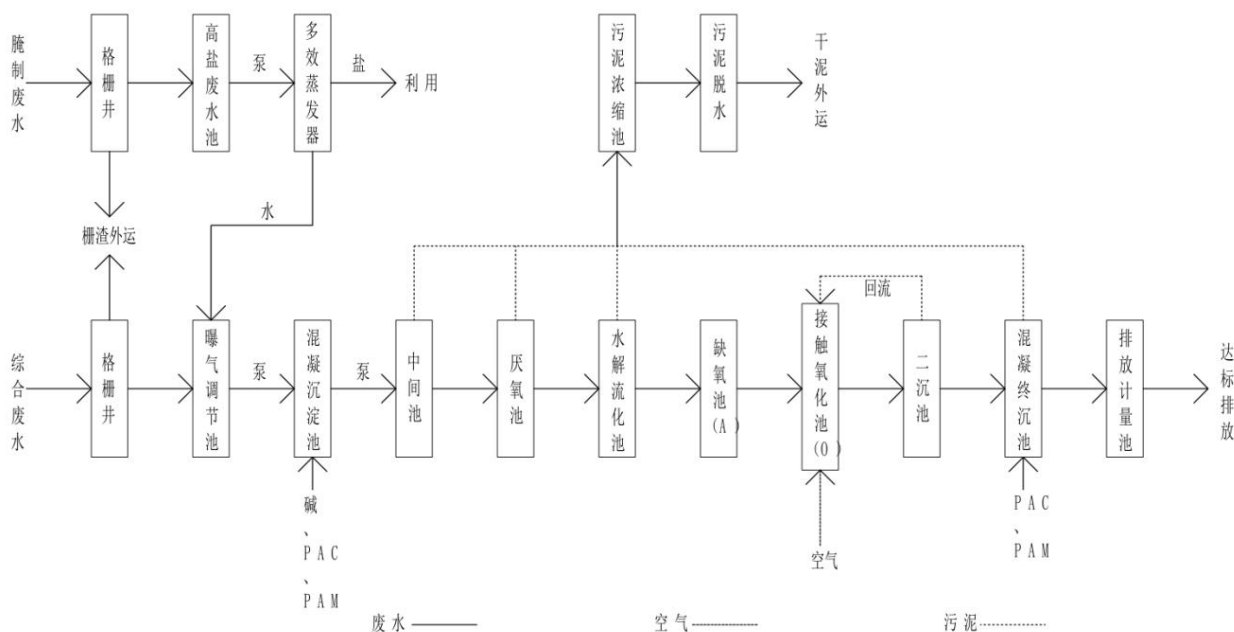 腌制废水
格栅井
高盐废水池
泵
多效蒸发器
盐
利用
污泥浓缩池
污泥脱水
干泥外运
水
栅渣外运
综合废水
格栅井
曝气调节池
泵
混凝沉淀池
泵
中间池
厌氧池
水解流化池
缺氧池(A)
接触氧化池(O)
回流
二沉池
混凝终沉池
排放计量池
达标排放
碱
、
PAC
、
PAM
空气
PAC
、
PAM
废水
空气
污泥